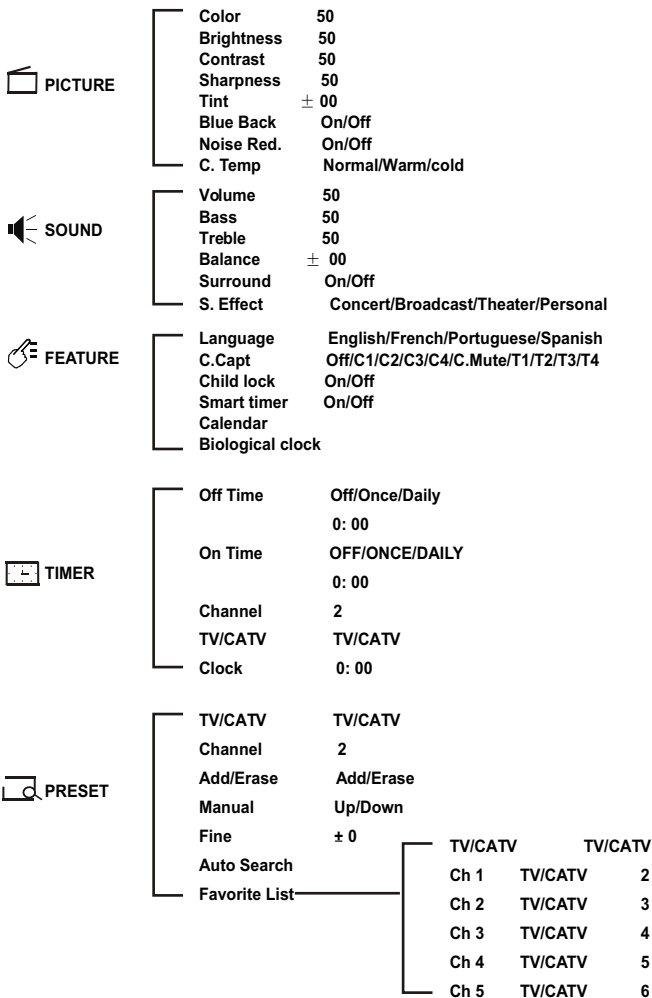 Color 50
Brightness 50
Contrast 50
Sharpness 50
PICTURE
Tint ± 00
Blue Back On/Off
Noise Red. On/Off
C. Temp Normal/Warm/cold
Volume 50
Bass 50
SOUND
Treble 50
Balance ± 00
Surround On/Off
S. Effect Concert/Broadcast/Theater/Personal
Language English/French/Portuguese/Spanish
FEATURE
C.Capt Off/C1/C2/C3/C4/C.Mute/T1/T2/T3/T4
Child lock On/Off
Smart timer On/Off
Calendar
Biological clock
Off Time Off/Once/Daily
0: 00
On Time OFF/ONCE/DAILY
TIMER
0: 00
Channel 2
TV/CATV TV/CATV
Clock 0: 00
TV/CATV TV/CATV
Channel 2
Add/Erase Add/Erase
PRESET
Manual Up/Down
Fine ± 0
Auto Search
Favorite List
TV/CATV TV/CATV
Ch 1 TV/CATV 2
Ch 2 TV/CATV 3
Ch 3 TV/CATV 4
Ch 4 TV/CATV 5
Ch 5 TV/CATV 6